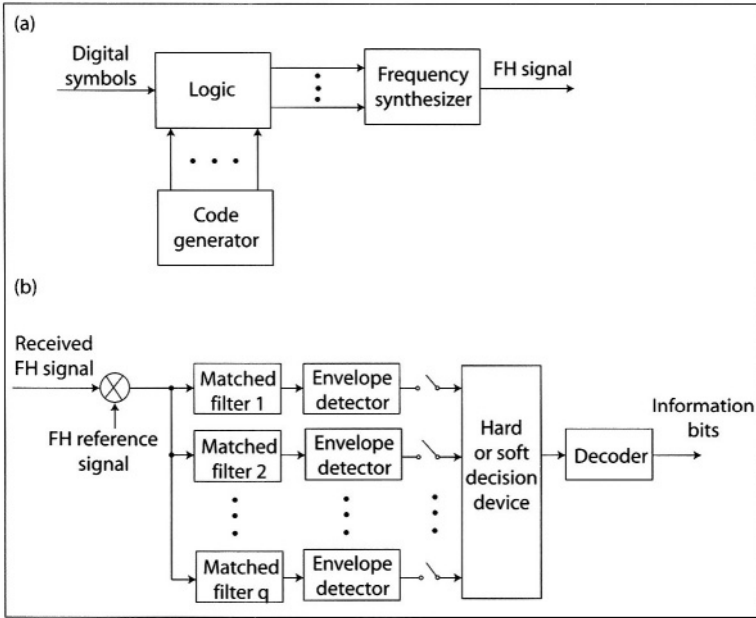 (a)
Digital
symbols
Logic
Frequency
synthesizer
FH signal
Code
generator
(b)
Received
FH signal
FH reference
signal
Matched
filter 1
Envelope
detector
Matched
filter 2
Envelope
detector
Matched
filter q
Envelope
detector
Hard
or soft
decision
device
Decoder
Information
bits